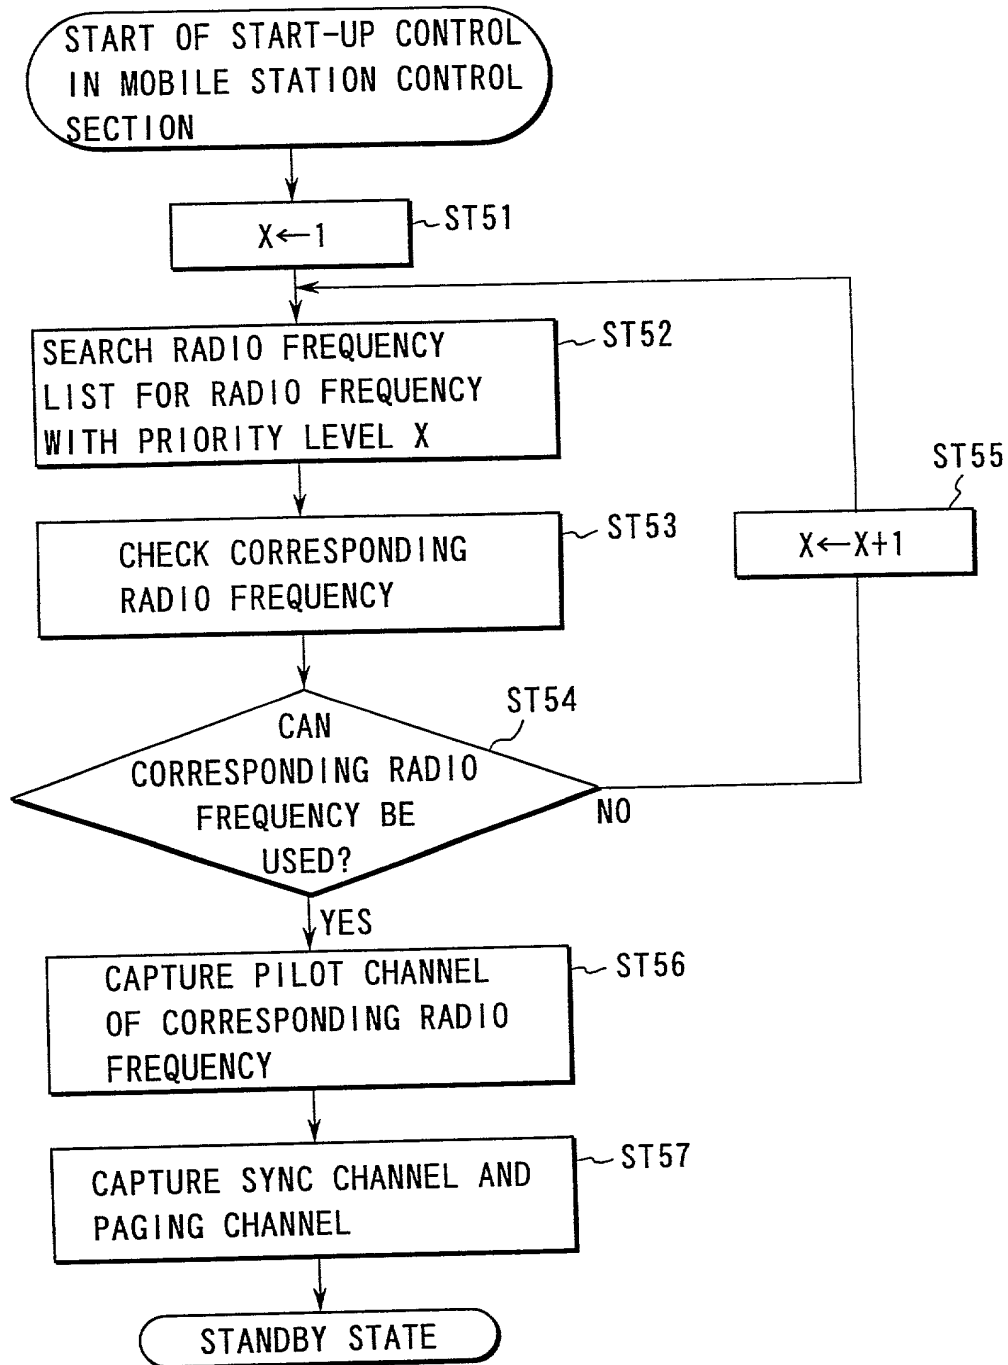 START OF START-UP CONTROL
IN MOBILE STATION CONTROL
SECTION
X←1
ST51
SEARCH RADIO FREQUENCY
LIST FOR RADIO FREQUENCY
WITH PRIORITY LEVEL X
ST52
CHECK CORRESPONDING
RADIO FREQUENCY
ST53
ST55
X←X+1
CAN
CORRESPONDING RADIO
FREQUENCY BE
USED?
ST54
NO
YES
CAPTURE PILOT CHANNEL
OF CORRESPONDING RADIO
FREQUENCY
ST56
CAPTURE SYNC CHANNEL AND
PAGING CHANNEL
ST57
STANDBY STATE